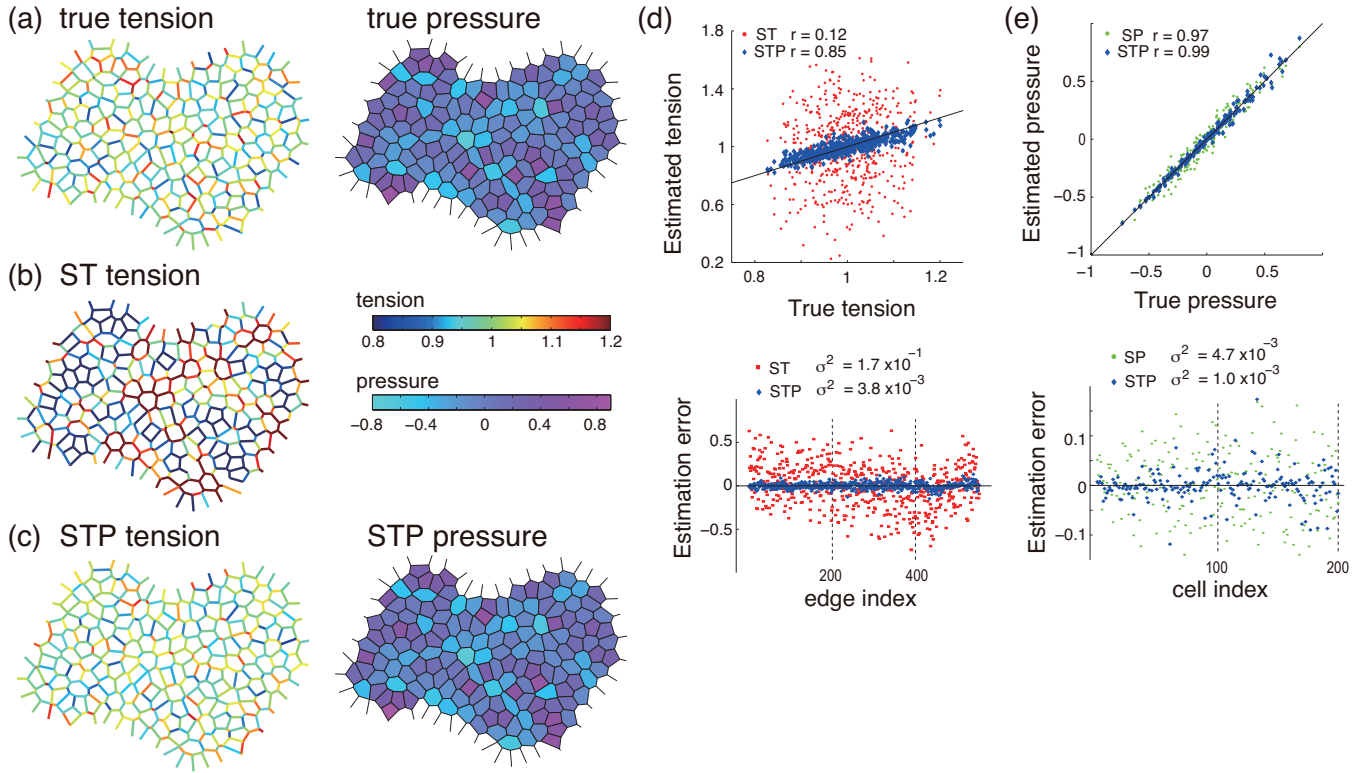 (a) true tension
true pressure
(b) ST tension
tension
0.8 0.9 1 1.1 1.2
pressure
−0.8 −0.4 0 0.4 0.8
(c) STP tension
STP pressure
(d)
1.8
1.4
1
0.6
0.2
Estimated tension
ST r = 0.12
STP r = 0.85
0.8 1 1.2
True tension
ST σ² = 1.7 x10⁻¹
STP σ² = 3.8 x10⁻³
Estimation error
0.5
0
−0.5
200 400
edge index
(e)
Estimated pressure
SP r = 0.97
STP r = 0.99
0.5
0
−0.5
−1
−1 −0.5 0 0.5
True pressure
SP σ² = 4.7 x10⁻³
STP σ² = 1.0 x10⁻³
Estimation error
0.1
0
−0.1
100 200
cell index